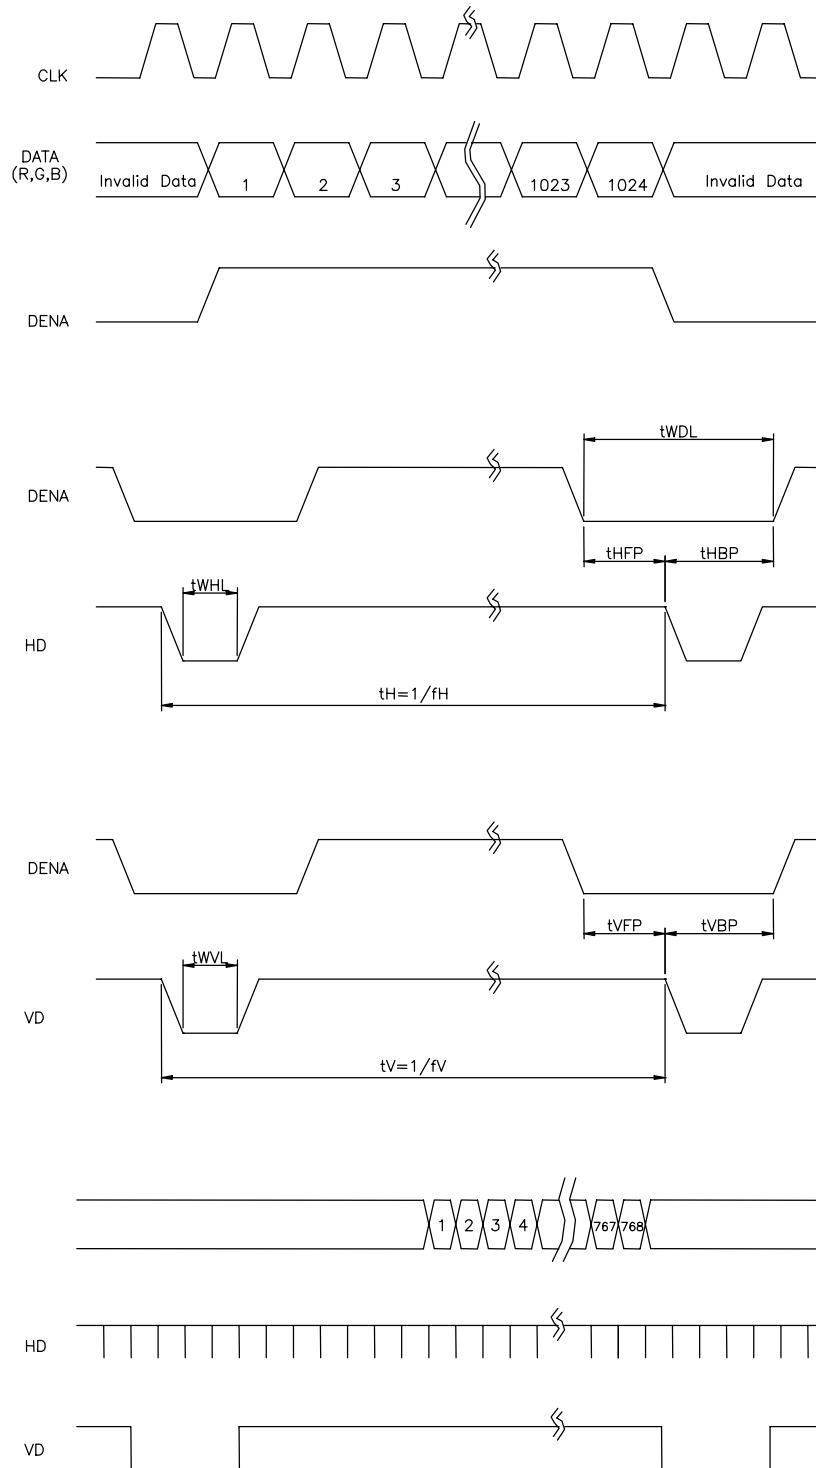 CLK
DATA
(R,G,B)
Invalid Data 1 2 3 1023 1024 Invalid Data
DENA
tWDL
DENA
tHFP tHBP
tWHL
HD
tH=1/fH
DENA
tVFP tVBP
tWVL
VD
tV=1/fV
1 2 3 4 767 768
HD
VD